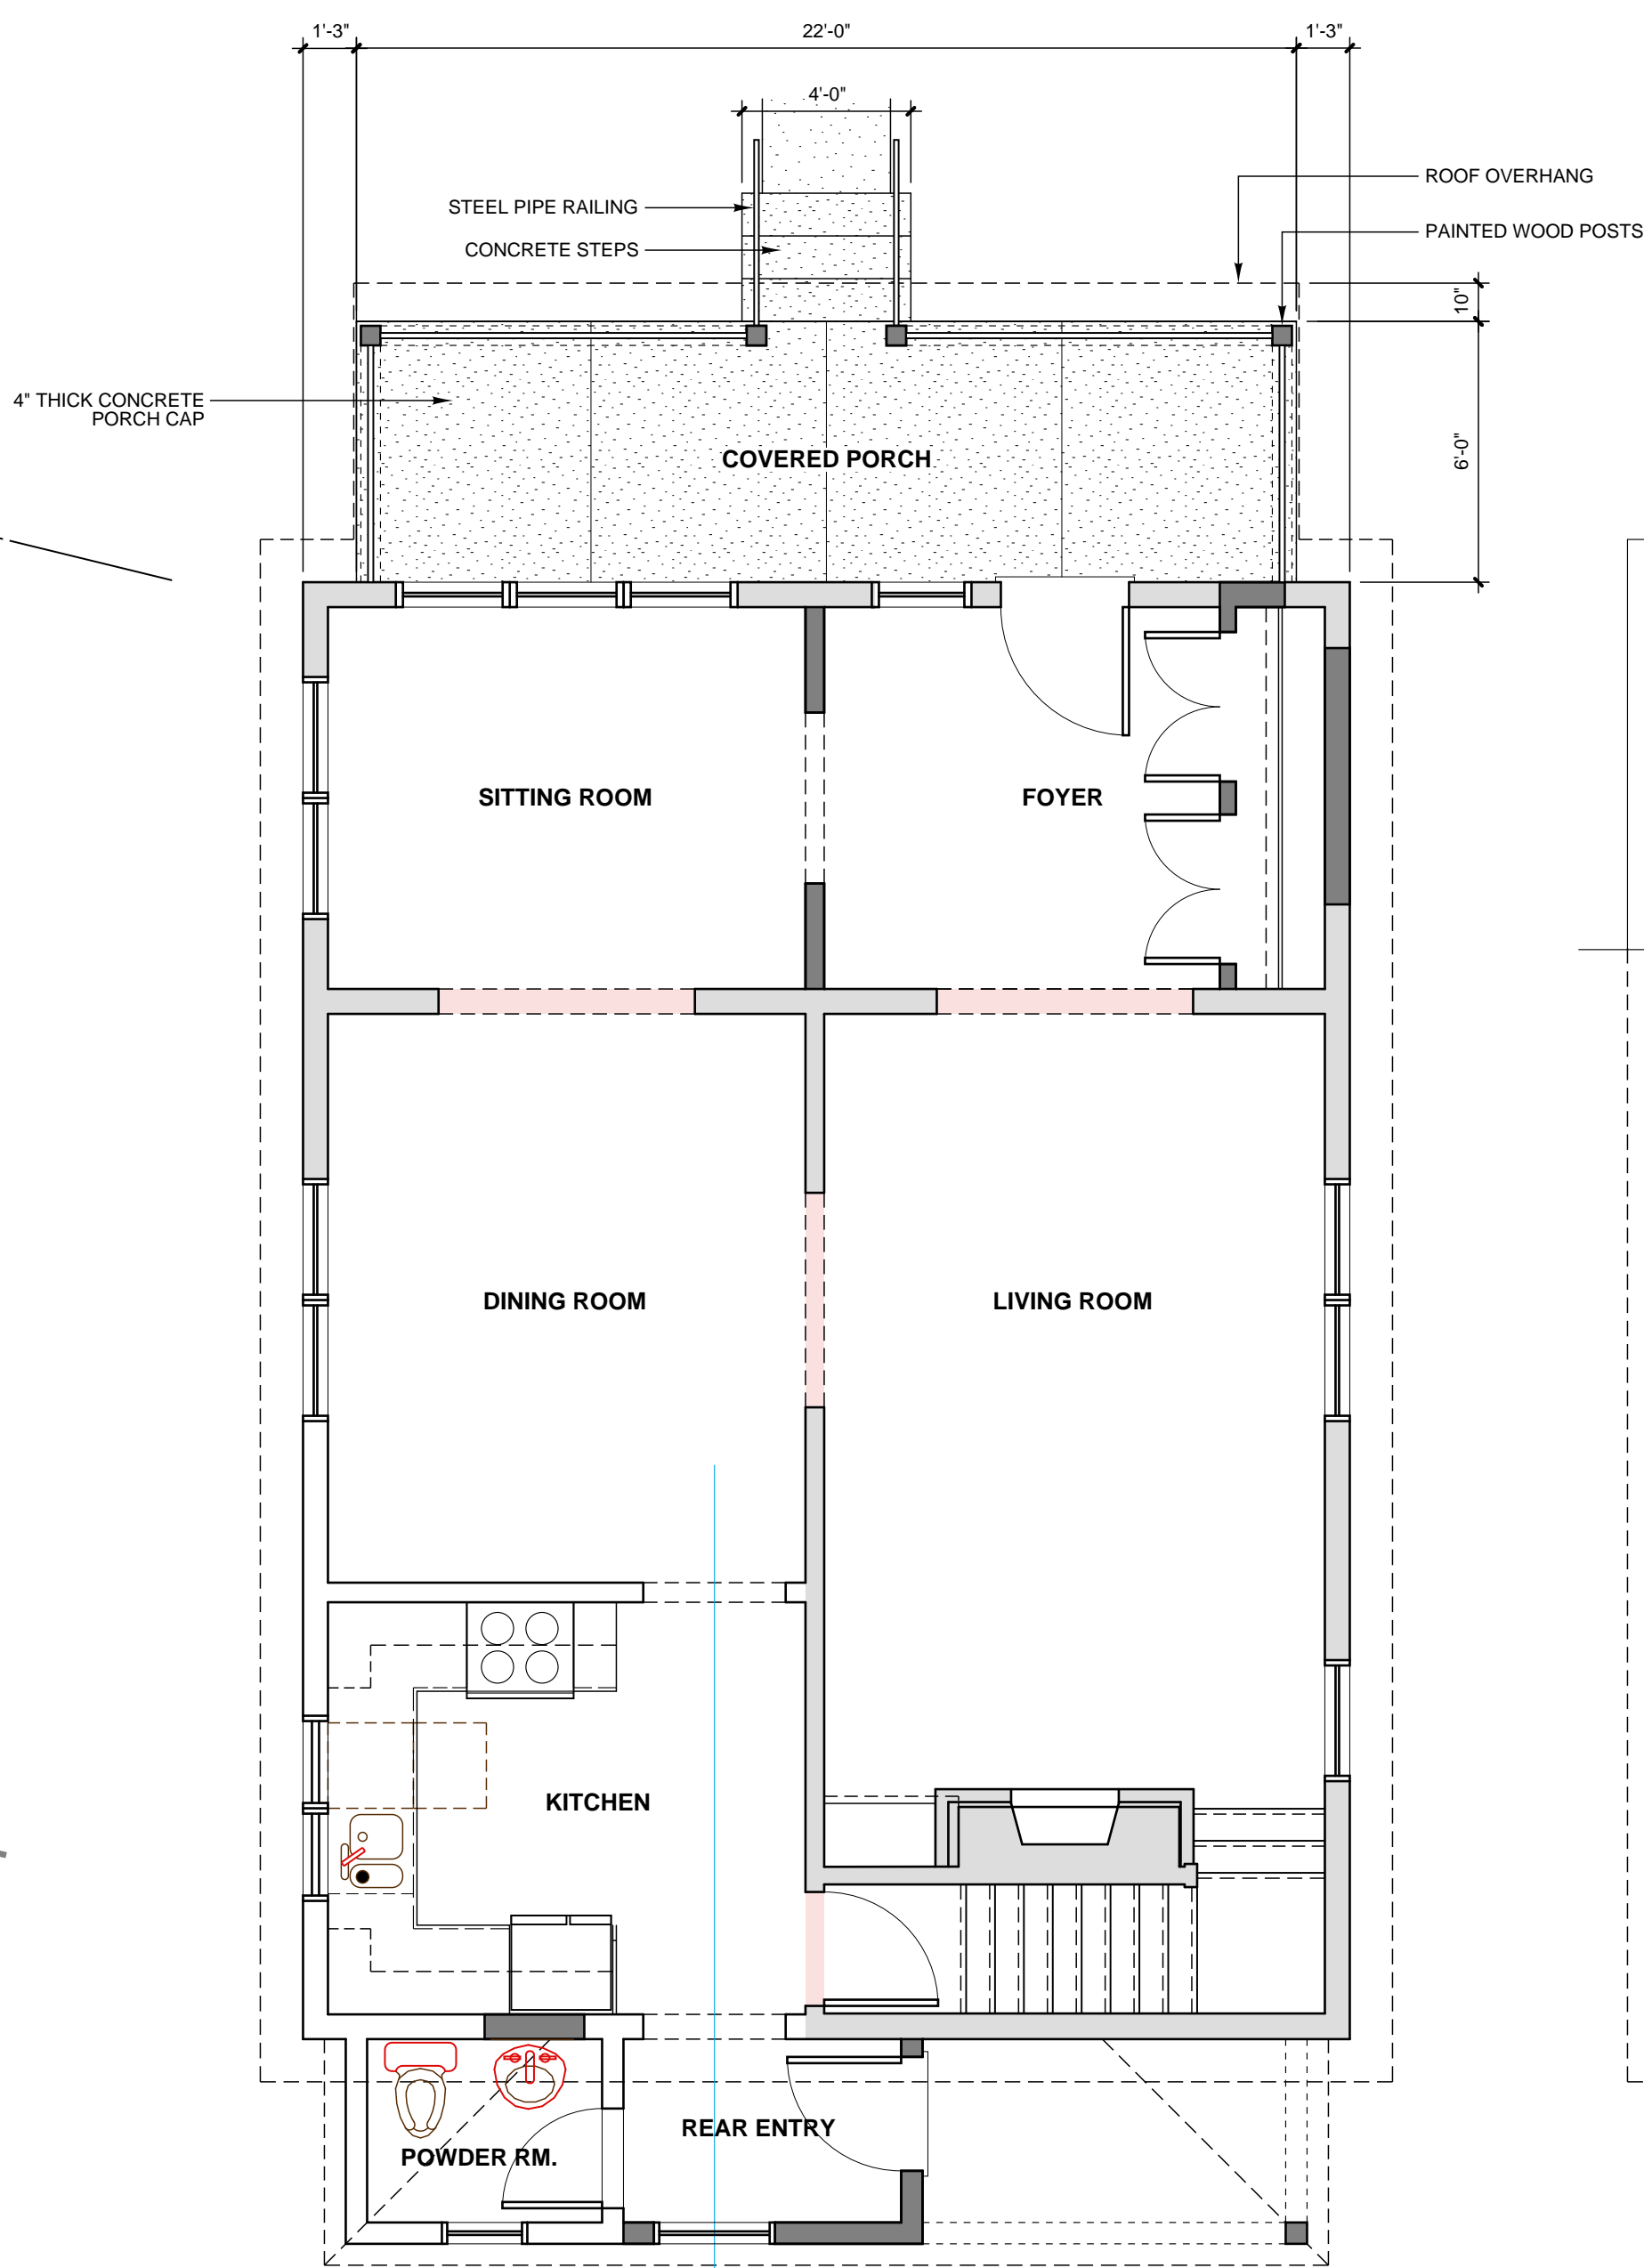 1'-3"
22'-0"
1'-3"
4'-0"
ROOF OVERHANG
STEEL PIPE RAILING
PAINTED WOOD POSTS
CONCRETE STEPS
10"
4" THICK CONCRETE
PORCH CAP
6'-0"
COVERED PORCH
SITTING ROOM
FOYER
DINING ROOM
LIVING ROOM
KITCHEN
REAR ENTRY
POWDER RM.